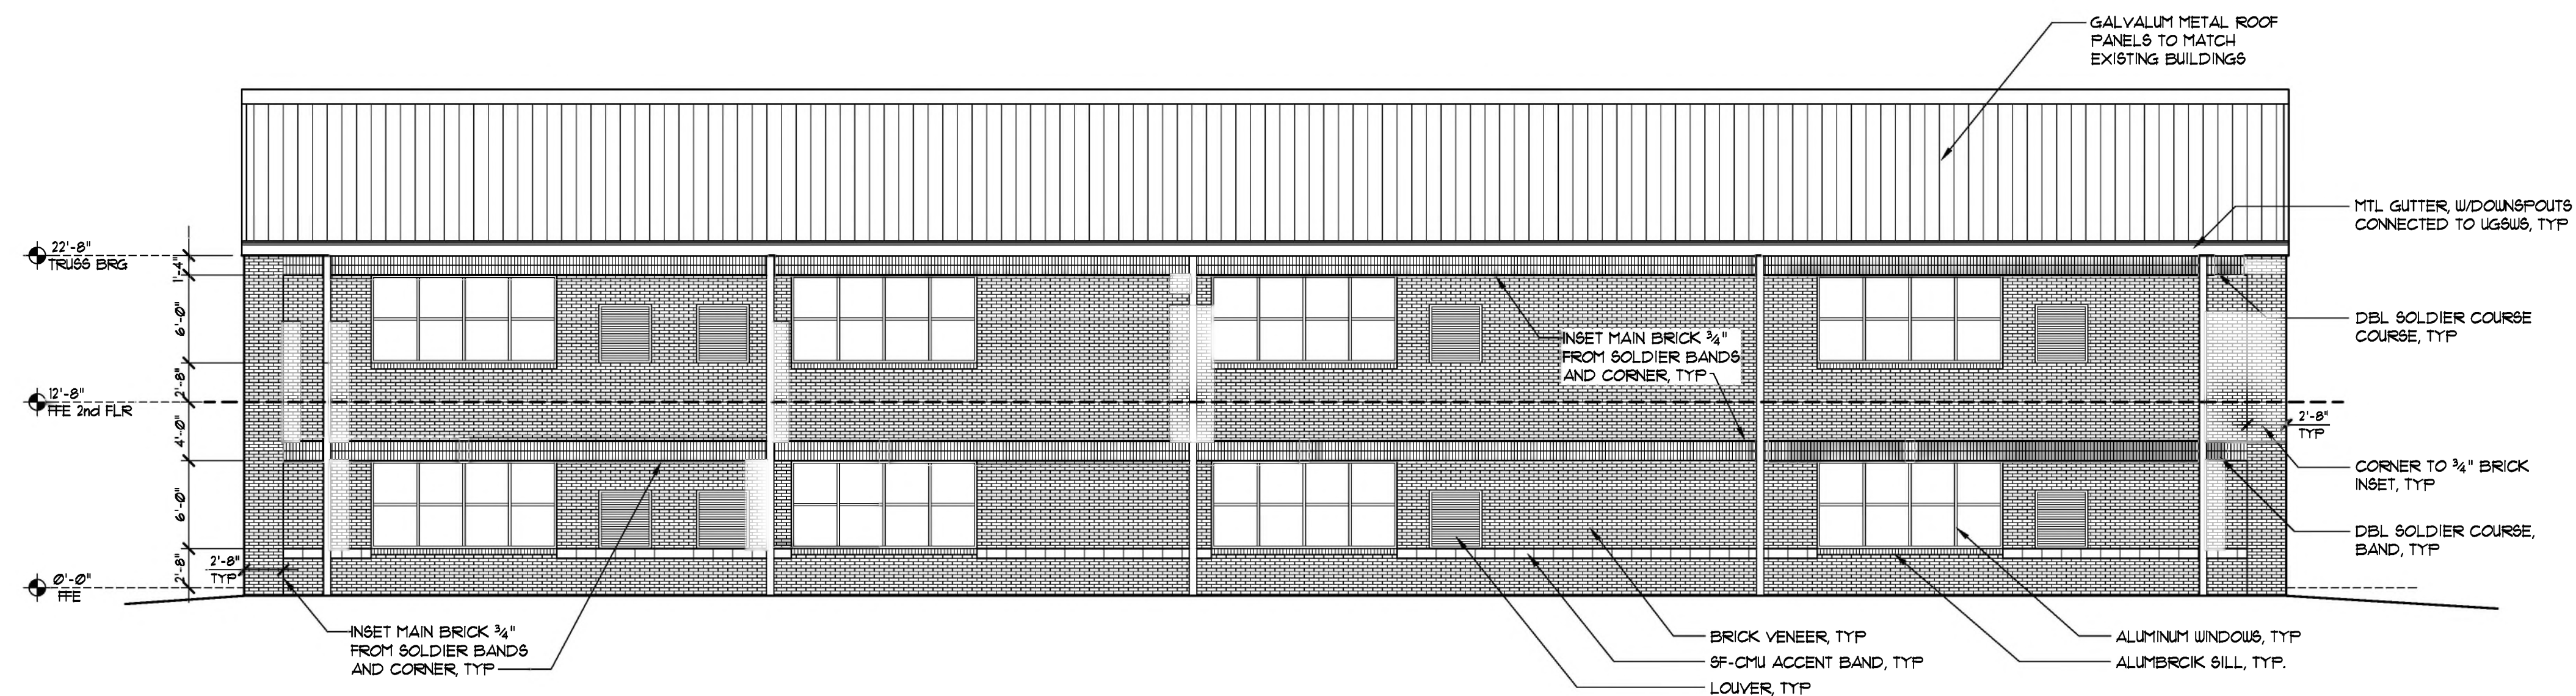 GALVALUM METAL ROOF
PANELS TO MATCH
EXISTING BUILDINGS
MTL GUTTER, W/DOWNSPOUTS
CONNECTED TO UGSWS, TYP
22'-8"
TRUSS BRG
1'-4"
6'-0"
DBL SOLDIER COURSE
COURSE, TYP
INSET MAIN BRICK ¾"
FROM SOLDIER BANDS
AND CORNER, TYP
2'-8"
12'-8"
FFE 2nd FLR
4'-0"
2'-8"
TYP
CORNER TO ¾" BRICK
INSET, TYP
6'-0"
DBL SOLDIER COURSE,
BAND, TYP
2'-8"
2'-8"
TYP
0'-0"
FFE
INSET MAIN BRICK ¾"
FROM SOLDIER BANDS
AND CORNER, TYP
BRICK VENEER, TYP
SF-CMU ACCENT BAND, TYP
LOUVER, TYP
ALUMINUM WINDOWS, TYP
ALUMBRCIK SILL, TYP.